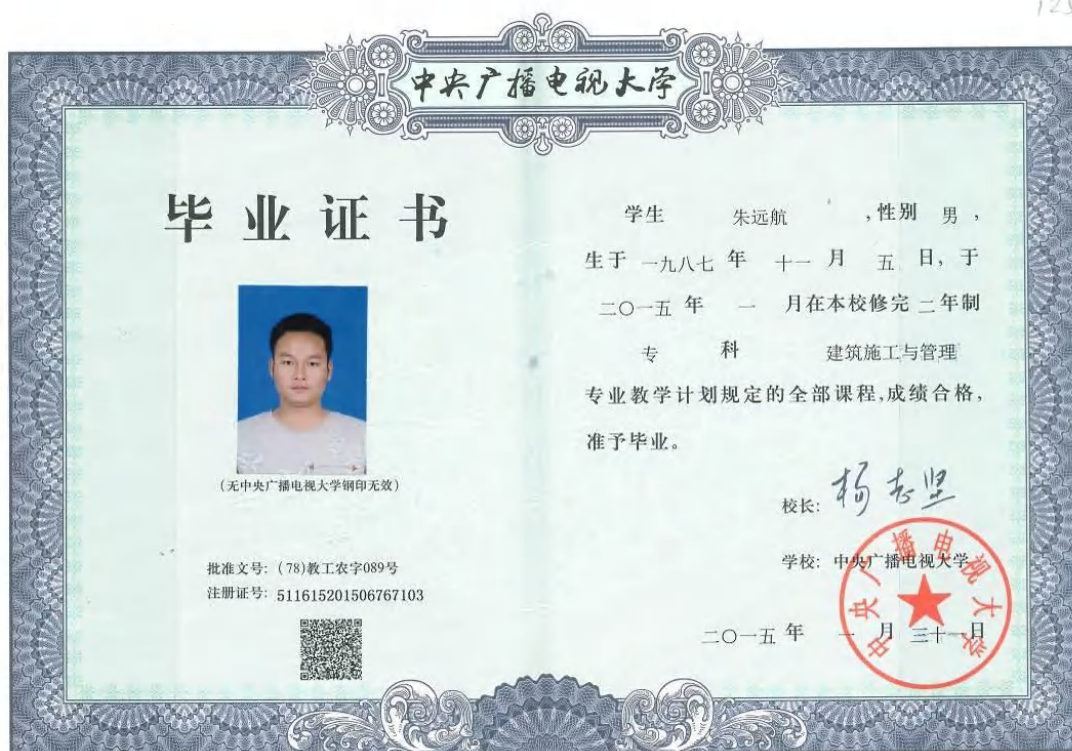 123
中央广播电视大学
毕业证书
(无中央广播电视大学钢印无效)
批准文号: (78)教工农字089号
注册证号: 511615201506767103
学生 朱远航 ,性别 男 ,
生于 一九八七 年 十一 月 五 日, 于
二〇一五 年 一 月在本校修完 二年制
专 科 建筑施工与管理
专业教学计划规定的全部课程,成绩合格,
准予毕业。
校长: 杨志坚
学校: 中央广播电视大学
中央广播电视大学
二〇一五 年 一 月 三十一日